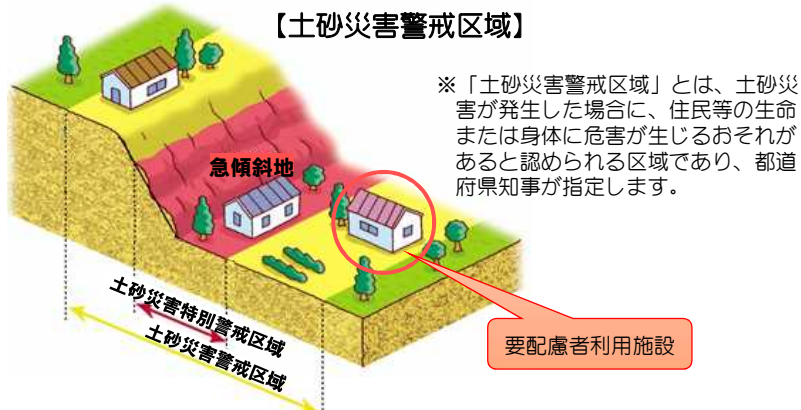 【土砂災害警戒区域】
※「土砂災害警戒区域」とは、土砂災
害が発生した場合に、住民等の生命
または身体に危害が生じるおそれが
あると認められる区域であり、都道
府県知事が指定します。
急傾斜地
土砂災害特別警戒区域
土砂災害警戒区域
要配慮者利用施設